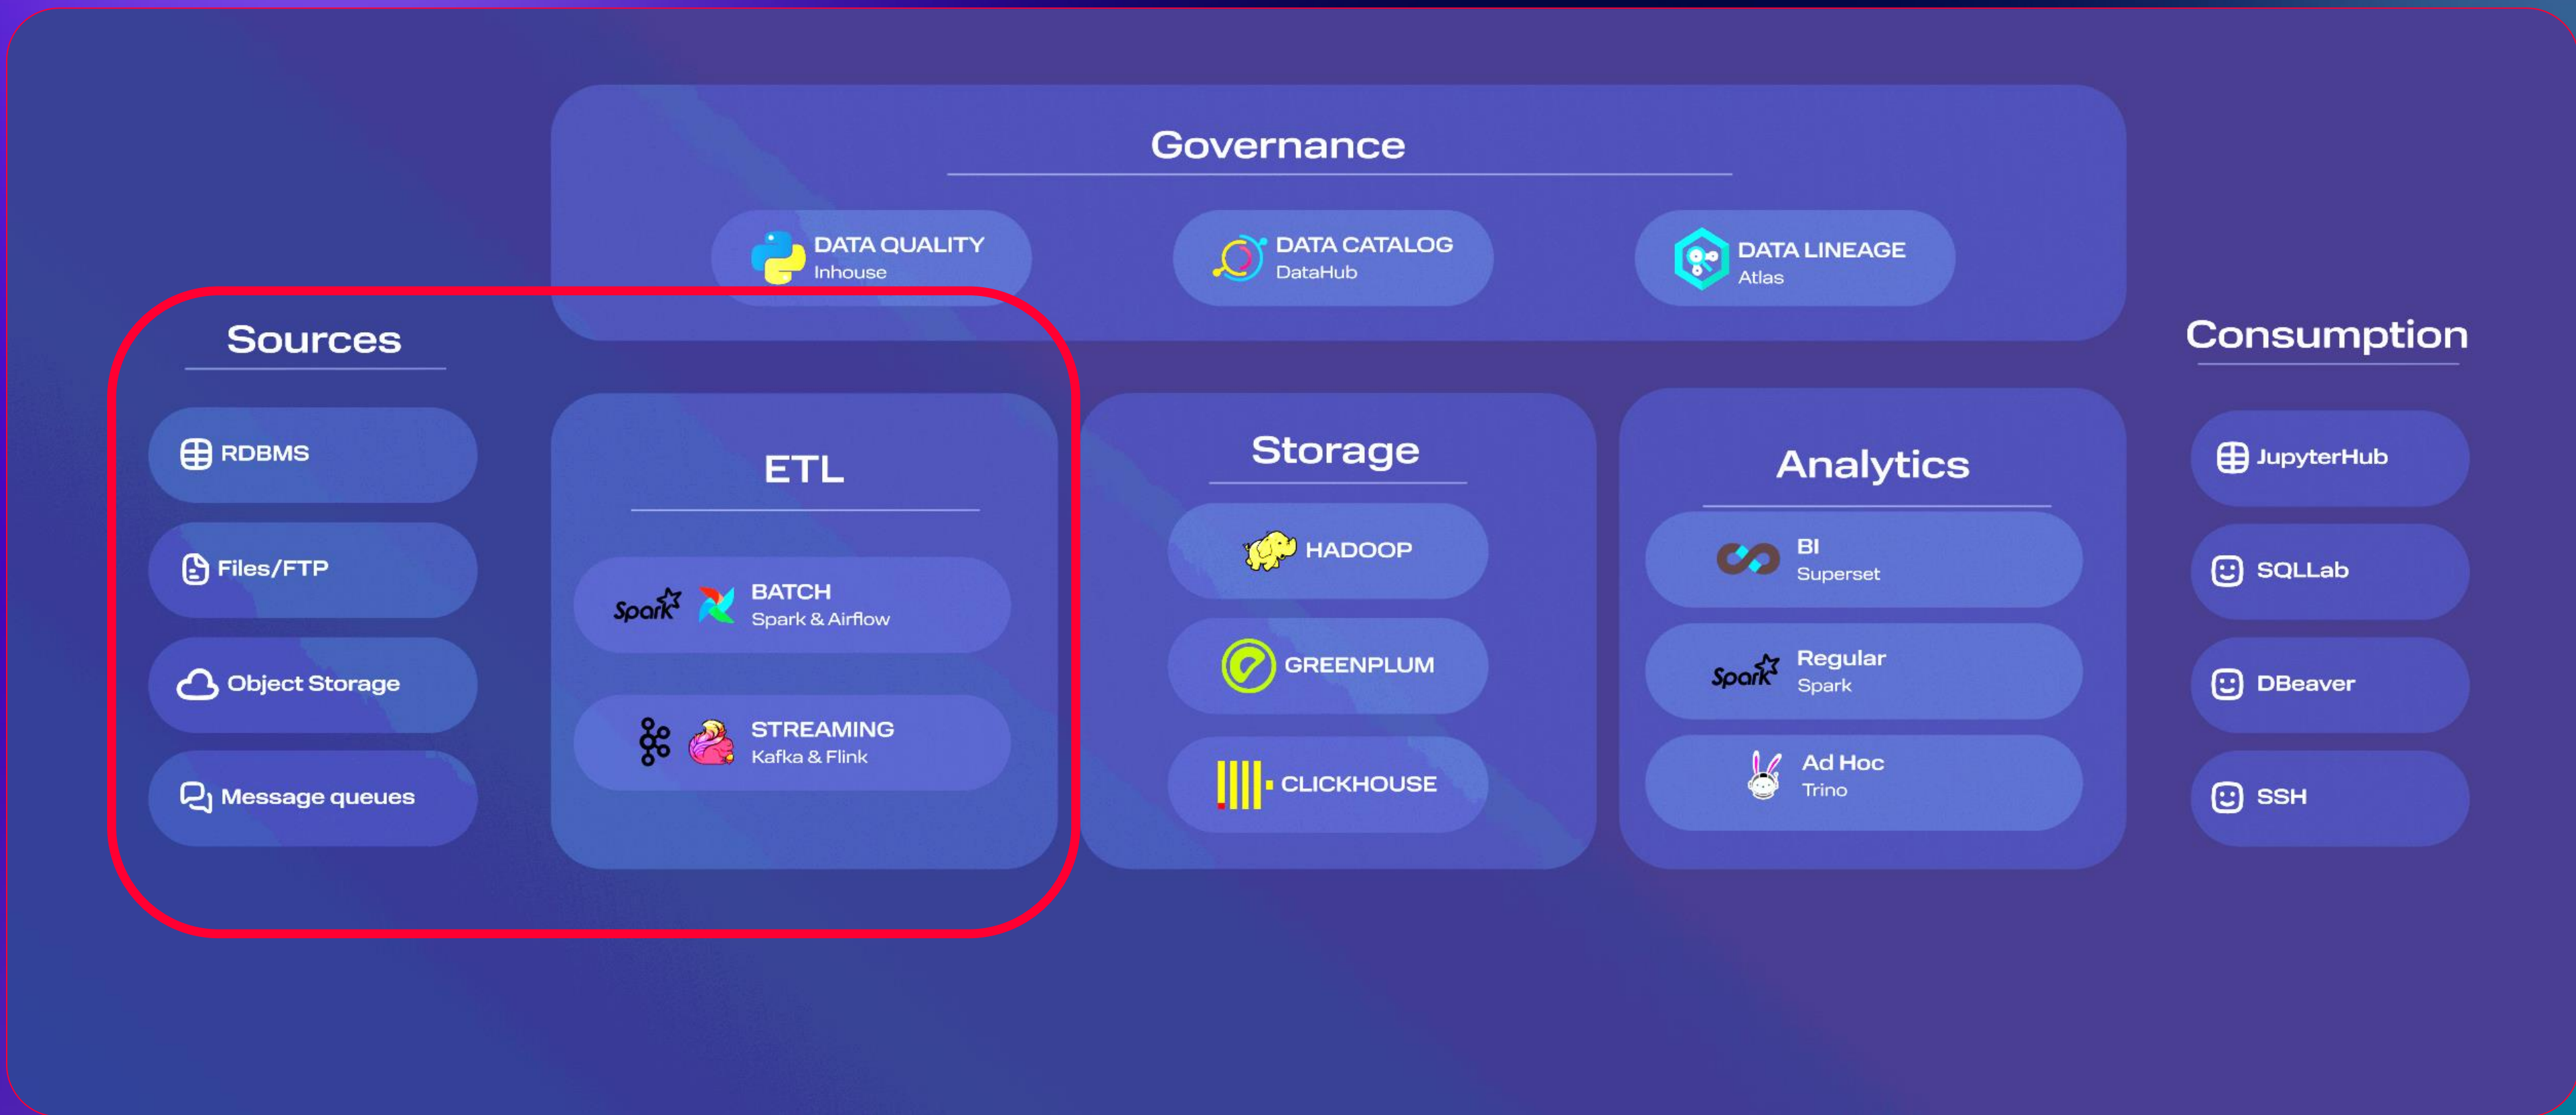 Governance
DATA QUALITY
Inhouse
DATA CATALOG
DataHub
DATA LINEAGE
Atlas
Sources
RDBMS
Files/FTP
Object Storage
Message queues
ETL
Spark
BATCH
Spark & Airflow
STREAMING
Kafka & Flink
Storage
HADOOP
GREENPLUM
CLICKHOUSE
Analytics
BI
Superset
Spark
Regular
Spark
Ad Hoc
Trino
Consumption
JupyterHub
SQLLab
DBeaver
SSH